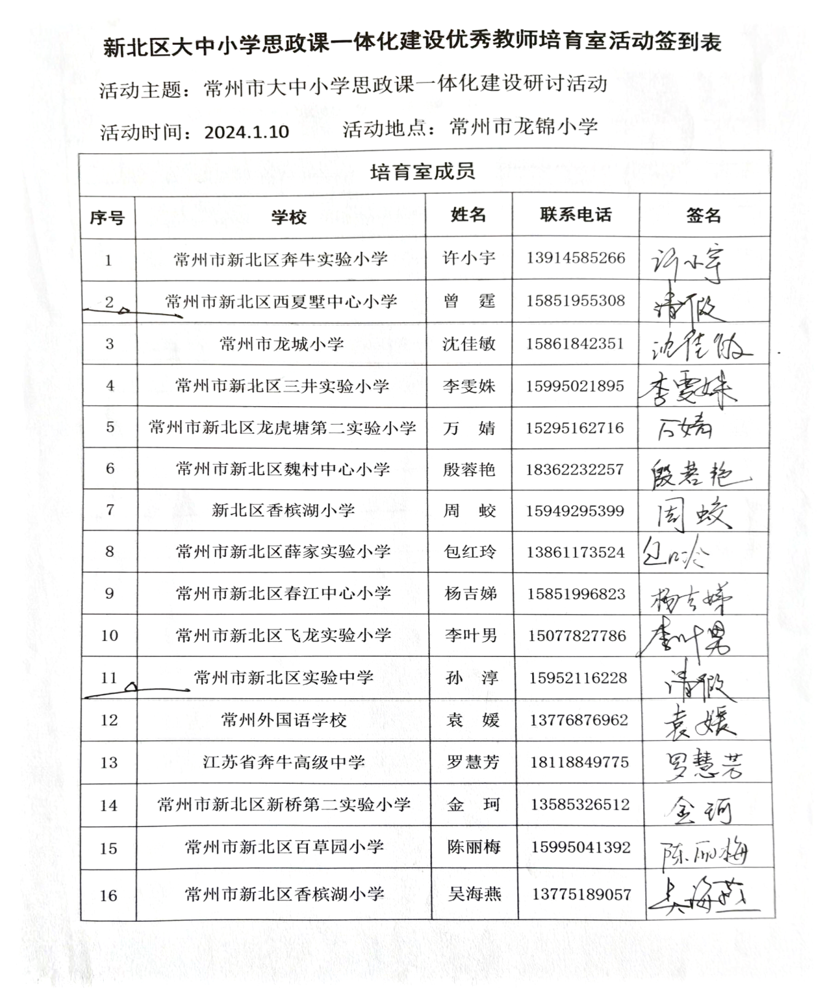 新北区大中小学思政课一体化建设优秀教师培育室活动签到表
活动主题：常州市大中小学思政课一体化建设研讨活动
活动时间：2024.1.10 活动地点：常州市龙锦小学
培育室成员
序号 学校 姓名 联系电话 签名
1 常州市新北区奔牛实验小学 许小宇 13914585266 许小宇
2 常州市新北区西夏墅中心小学 曾 霆 15851955308 请假
3 常州市龙城小学 沈佳敏 15861842351 沈佳敏
4 常州市新北区三井实验小学 李雯姝 15995021895 李雯姝
5 常州市新北区龙虎塘第二实验小学 万 婧 15295162716 万婧
6 常州市新北区魏村中心小学 殷蓉艳 18362232257 殷蓉艳
7 新北区香槟湖小学 周 蛟 15949295399 周蛟
8 常州市新北区薛家实验小学 包红玲 13861173524 包红玲
9 常州市新北区春江中心小学 杨吉娣 15851996823 杨吉娣
10 常州市新北区飞龙实验小学 李叶男 15077827786 李叶男
11 常州市新北区实验中学 孙 淳 15952116228 请假
12 常州外国语学校 袁 媛 13776876962 袁媛
13 江苏省奔牛高级中学 罗慧芳 18118849775 罗慧芳
14 常州市新北区新桥第二实验小学 金 珂 13585326512 金珂
15 常州市新北区百草园小学 陈丽梅 15995041392 陈丽梅
16 常州市新北区香槟湖小学 吴海燕 13775189057 吴海燕